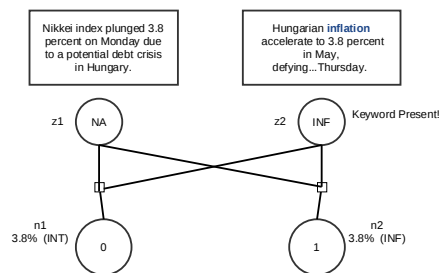 Nikkei index plunged 3.8
percent on Monday due
to a potential debt crisis
in Hungary.
Hungarian inflation
accelerate to 3.8 percent
in May,
defying...Thursday.
z1
NA
z2
INF
Keyword Present!
n1
3.8% (INT)
0
1
n2
3.8% (INF)